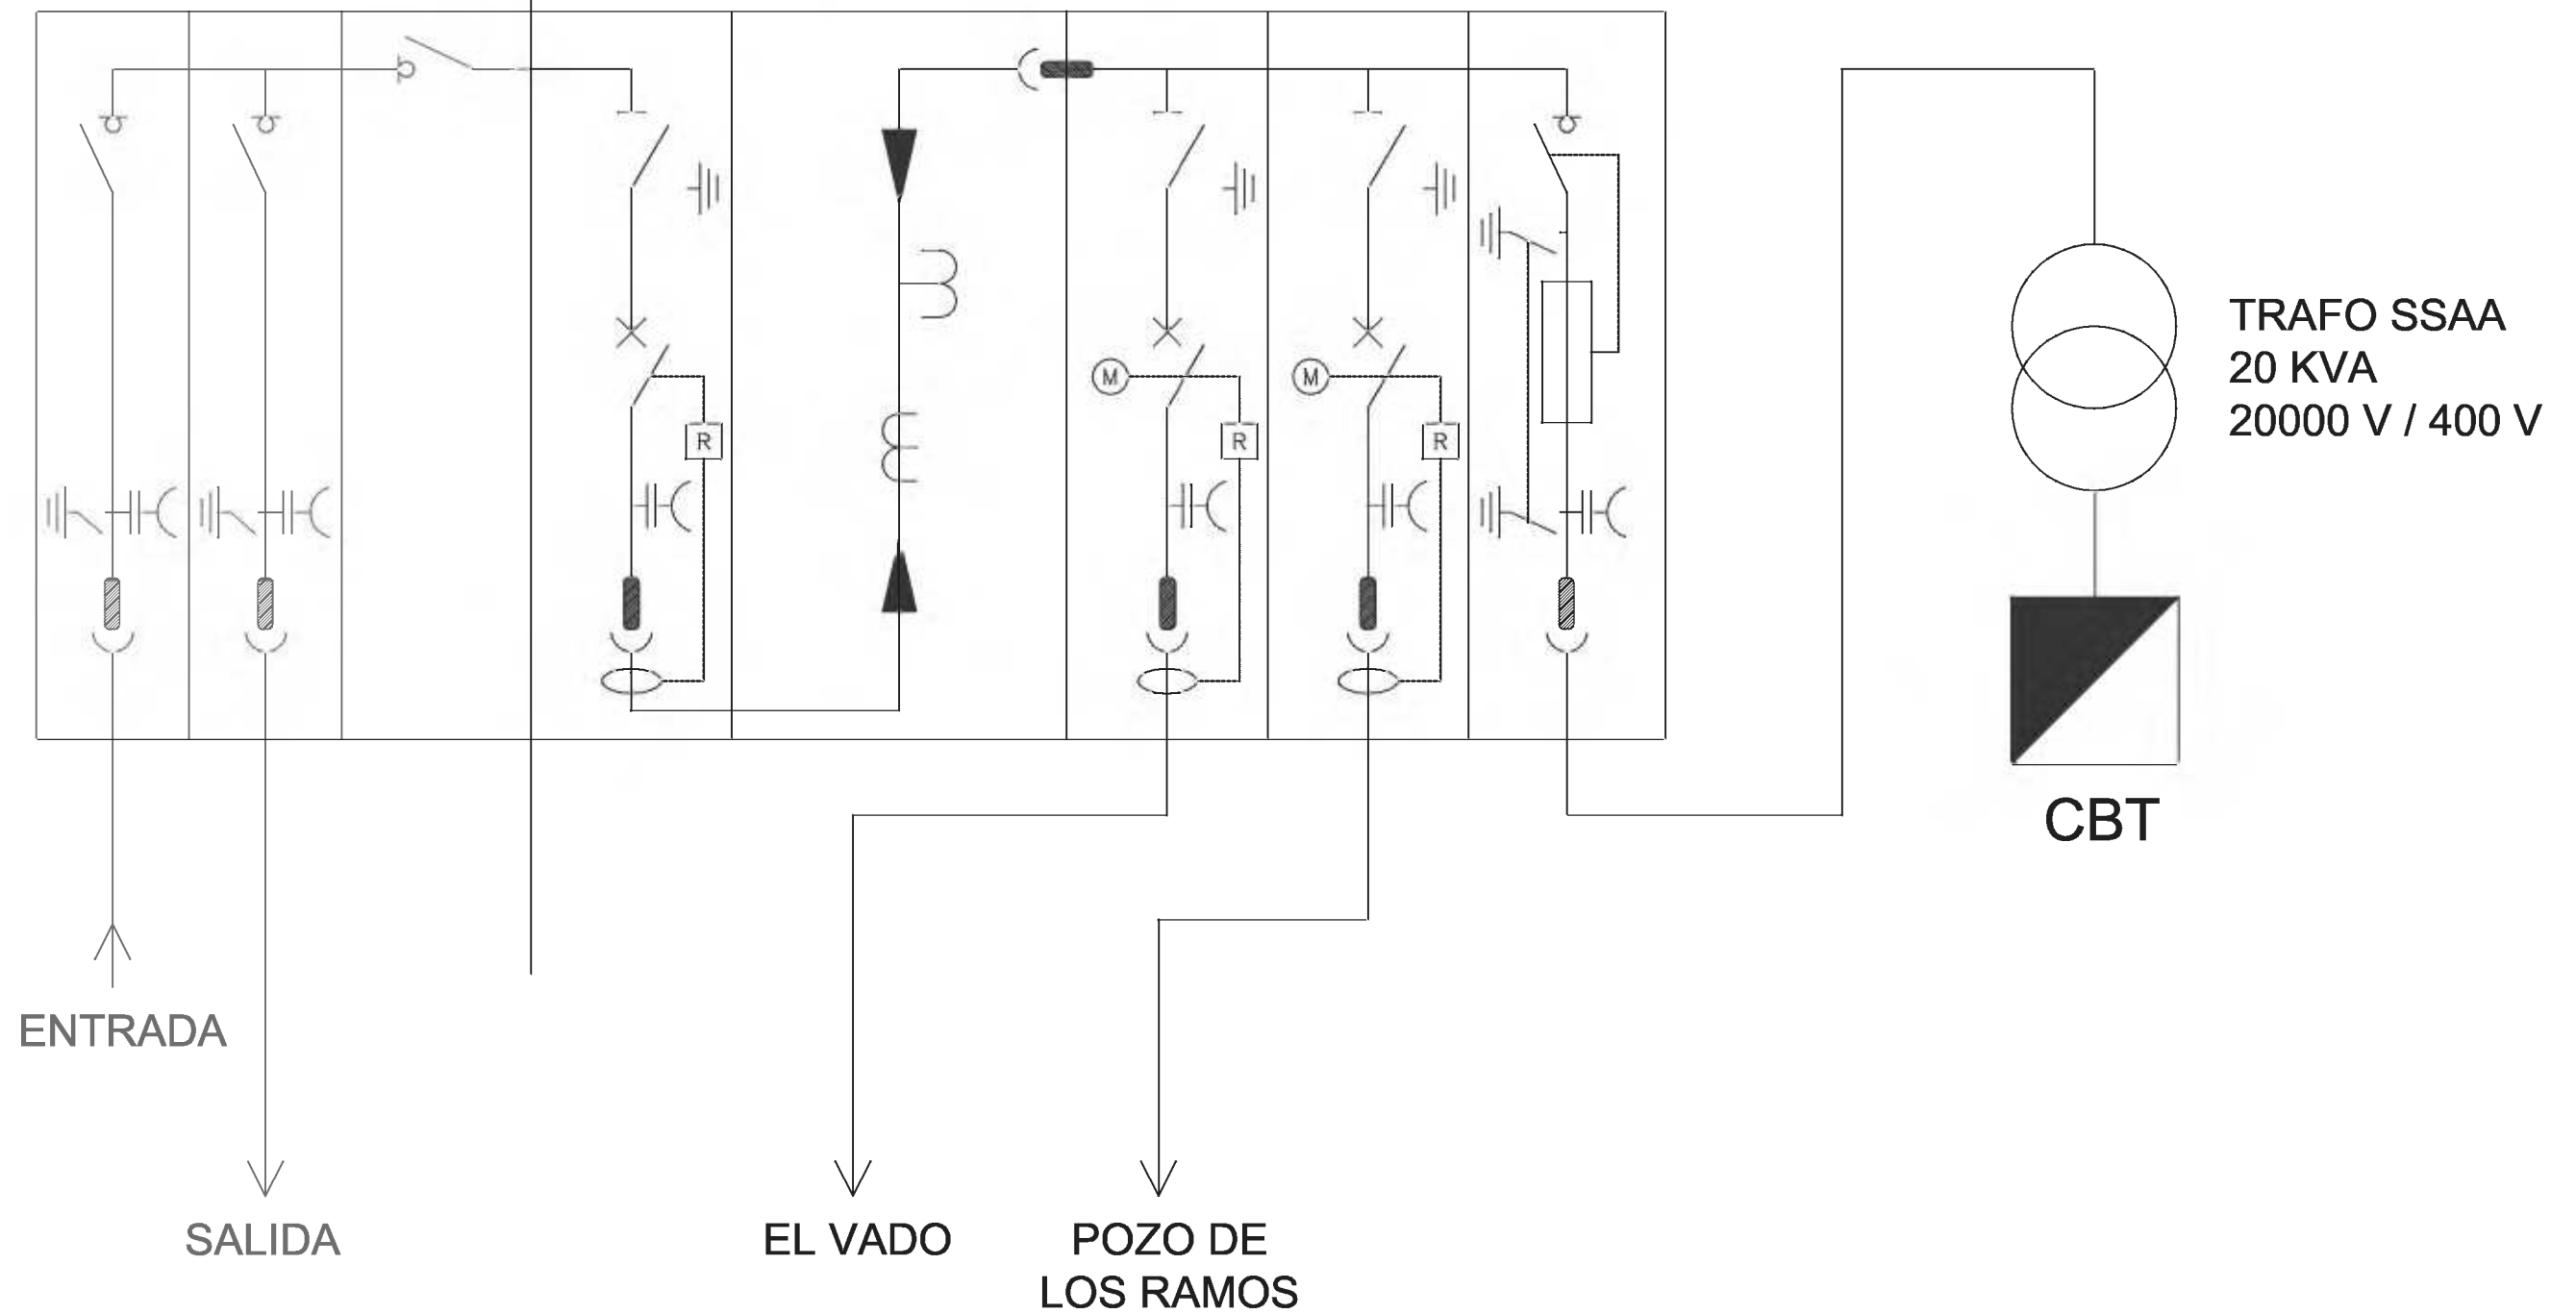 M
M
R
R
R
TRAFO SSAA
20 KVA
20000 V / 400 V
CBT
ENTRADA
SALIDA
EL VADO
POZO DE
LOS RAMOS